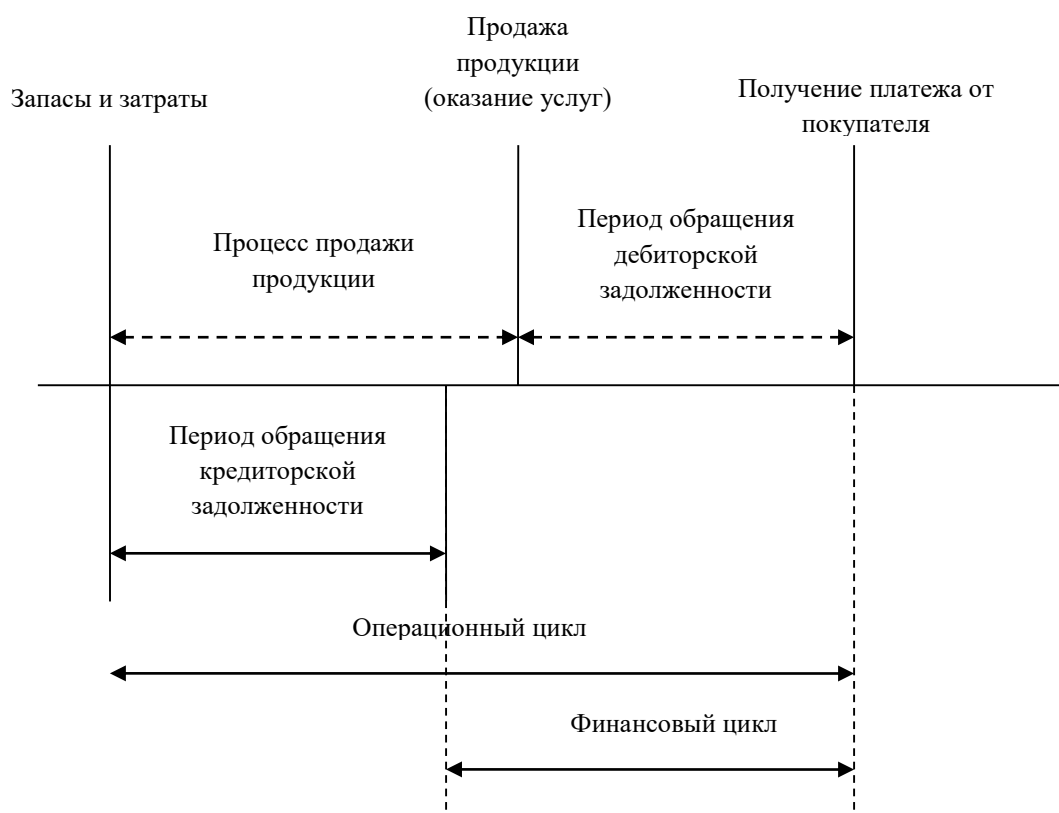 Продажа
продукции
(оказание услуг)
Запасы и затраты
Получение платежа от
покупателя
Процесс продажи
продукции
Период обращения
дебиторской
задолженности
Период обращения
кредиторской
задолженности
Операционный цикл
Финансовый цикл